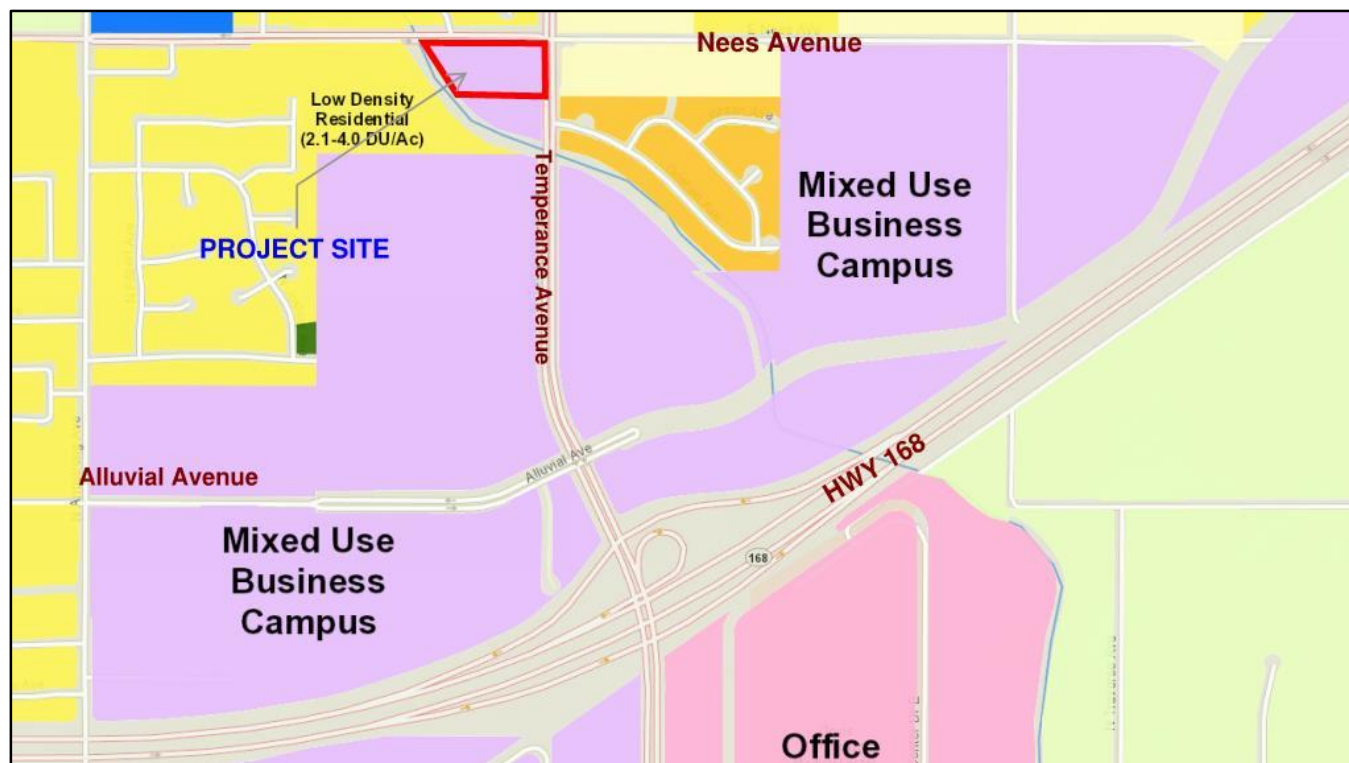 Nees Avenue
Low Density
Residential
(2.1-4.0 DU/Ac)
Temperance Avenue
Mixed Use
Business
Campus
PROJECT SITE
Alluvial Ave
HWY 168
Alluvial Avenue
168
Mixed Use
Business
Campus
Office